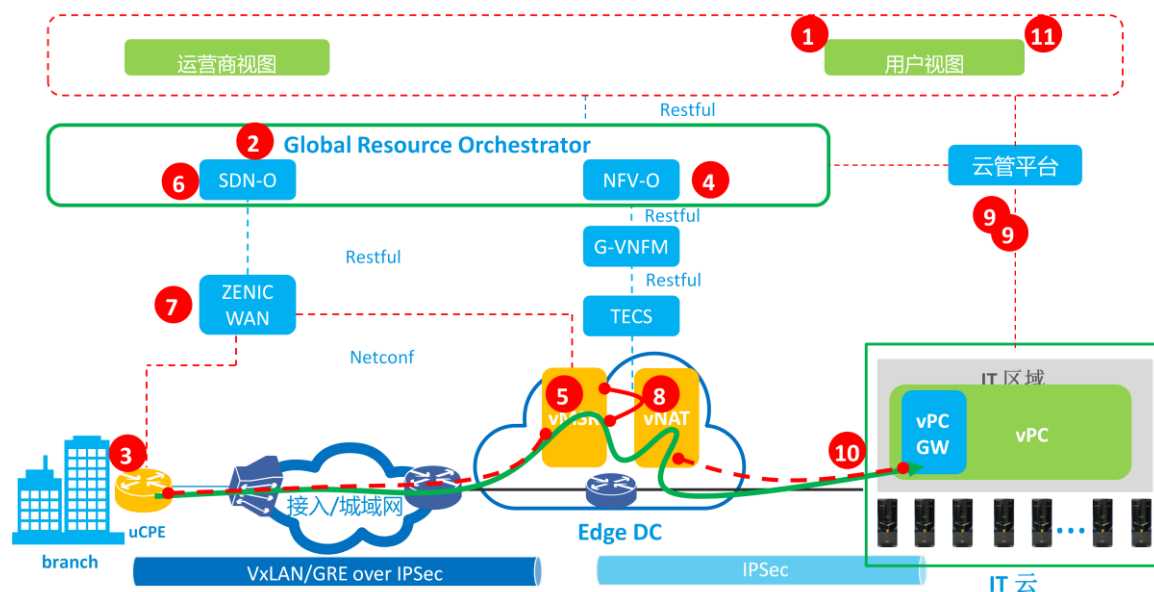 1
11
运营商视图
用户视图
Restful
2
Global Resource Orchestrator
6
SDN-O
NFV-O
4
云管平台
Restful
9
9
G-VNFM
Restful
Restful
7
ZENIC
WAN
TECS
Netconf
IT 区域
5
8
vMSR
vNAT
vPC
GW
vPC
3
10
接入/城域网
uCPE
Edge DC
branch
VxLAN/GRE over IPSec
IPSec
IT 云